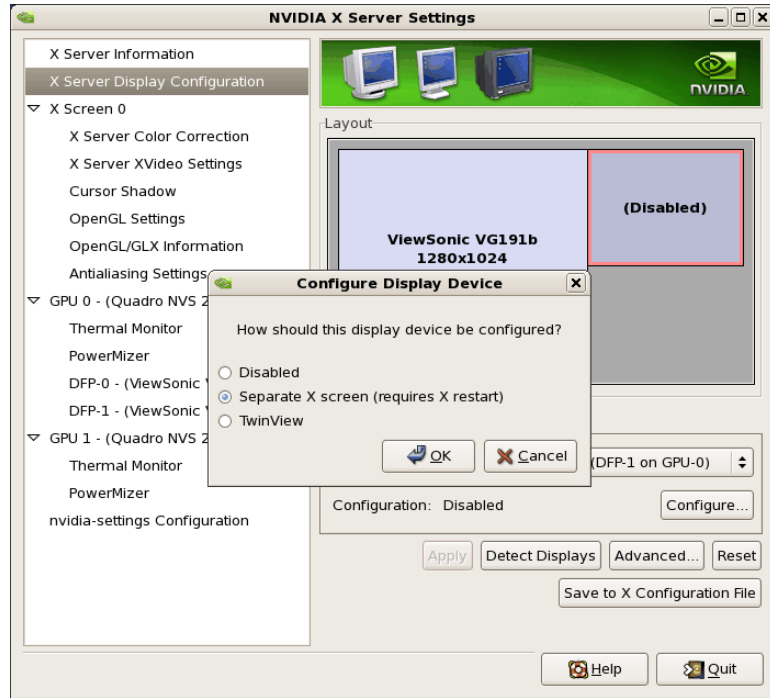 NVIDIA X Server Settings
X Server Information
X Server Display Configuration
X Screen 0
X Server Color Correction
X Server XVideo Settings
Cursor Shadow
OpenGL Settings
OpenGL/GLX Information
Antialiasing Settings
GPU 0 - (Quadro NVS 2
Thermal Monitor
PowerMizer
DFP-0 - (ViewSonic
DFP-1 - (ViewSonic
GPU 1 - (Quadro NVS 2
Thermal Monitor
PowerMizer
nvidia-settings Configuration
NVIDIA.
Layout
ViewSonic VG191b
1280x1024
(Disabled)
Configure Display Device
How should this display device be configured?
Disabled
Separate X screen (requires X restart)
TwinView
OK
Cancel
(DFP-1 on GPU-0)
Configuration: Disabled
Configure...
Apply
Detect Displays
Advanced...
Reset
Save to X Configuration File
Help
Quit